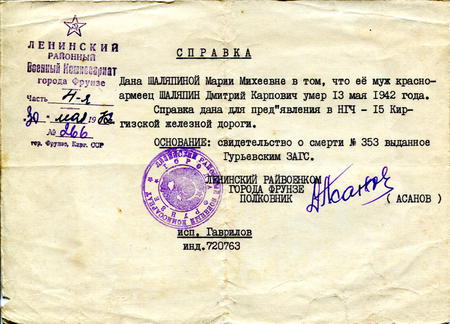 ЛЕНИНСКИЙ
РАЙОННЫЙ
Военный Комиссариат
города Фрунзе
Часть 4-я
30 мая 19
№ 266
гор. Фрунзе, Кирг. ССР
СПРАВКА
Дана ШАЛЯПИНОЙ Марии Михеевне в том, что её муж красно-
армеец ШАЛЯПИН Дмитрий Карпович умер 13 мая 1942 года.
Справка дана для пред"явления в НГЧ - 15 Кир-
гизской железной дороги.
ОСНОВАНИЕ: свидетельство о смерти № 353 выданное
Гурьевским ЗАГС.
ЛЕНИНСКИЙ РАЙВОЕНКОМ
ГОРОДА ФРУНЗЕ
ПОЛКОВНИК
( АСАНОВ )
исп. Гаврилов
инд.720763